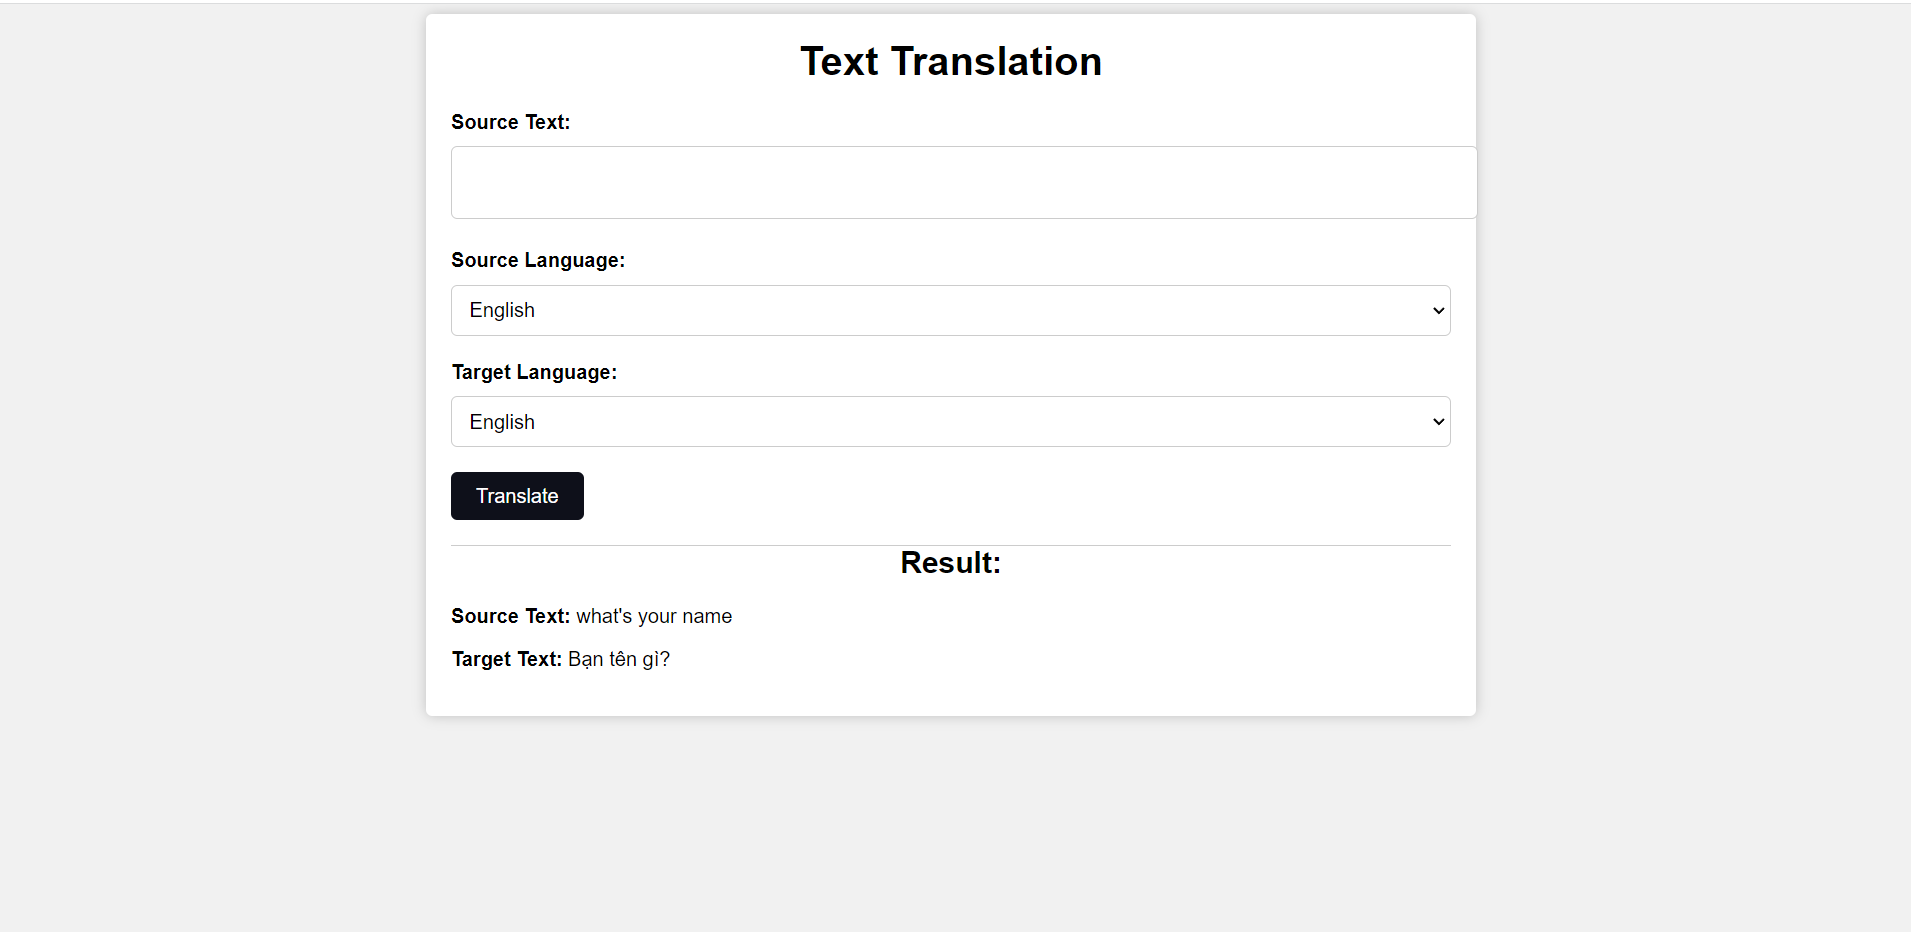 Text Translation
Source Text:
Source Language:
English
Target Language:
English
Translate
Result:
Source Text: what's your name
Target Text: Bạn tên gì?